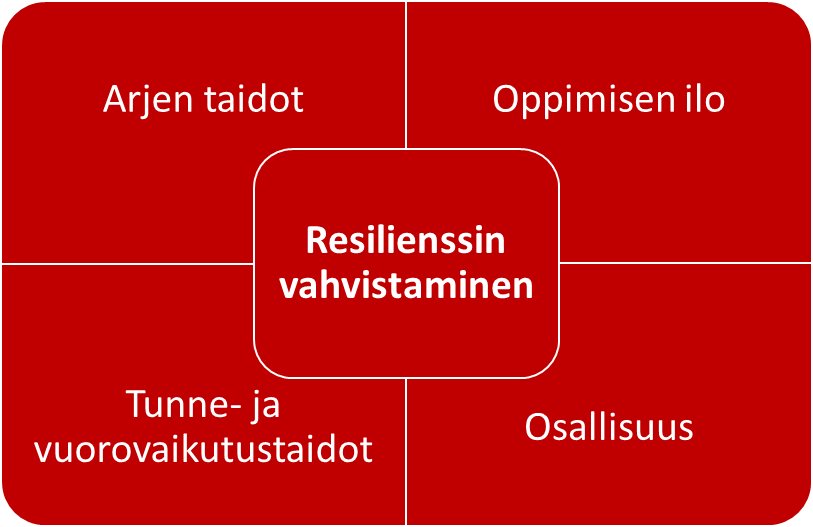 Arjen taidot
Oppimisen ilo
Resilienssin
vahvistaminen
Tunne- ja
vuorovaikutustaidot
Osallisuus